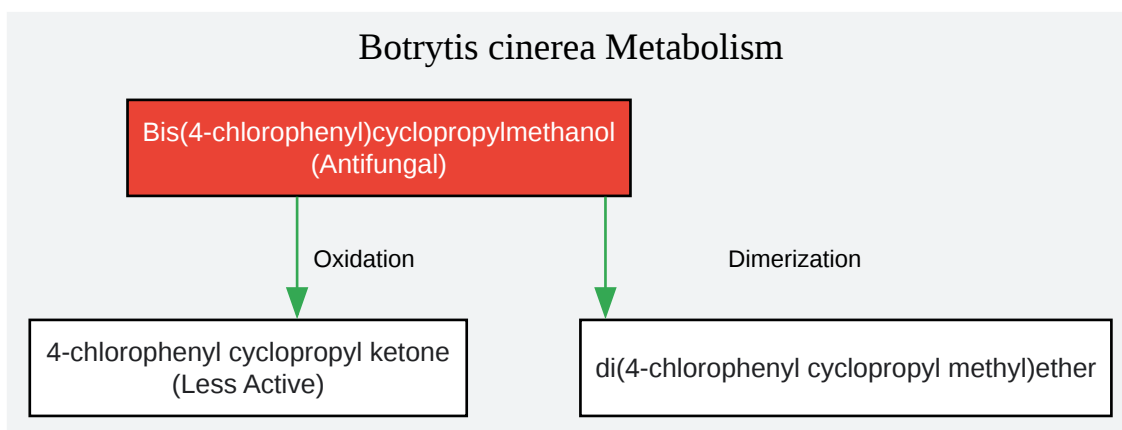 Botrytis cinerea Metabolism
Bis(4-chlorophenyl)cyclopropylmethanol
(Antifungal)
Oxidation
Dimerization
4-chlorophenyl cyclopropyl ketone
(Less Active)
di(4-chlorophenyl cyclopropyl methyl)ether